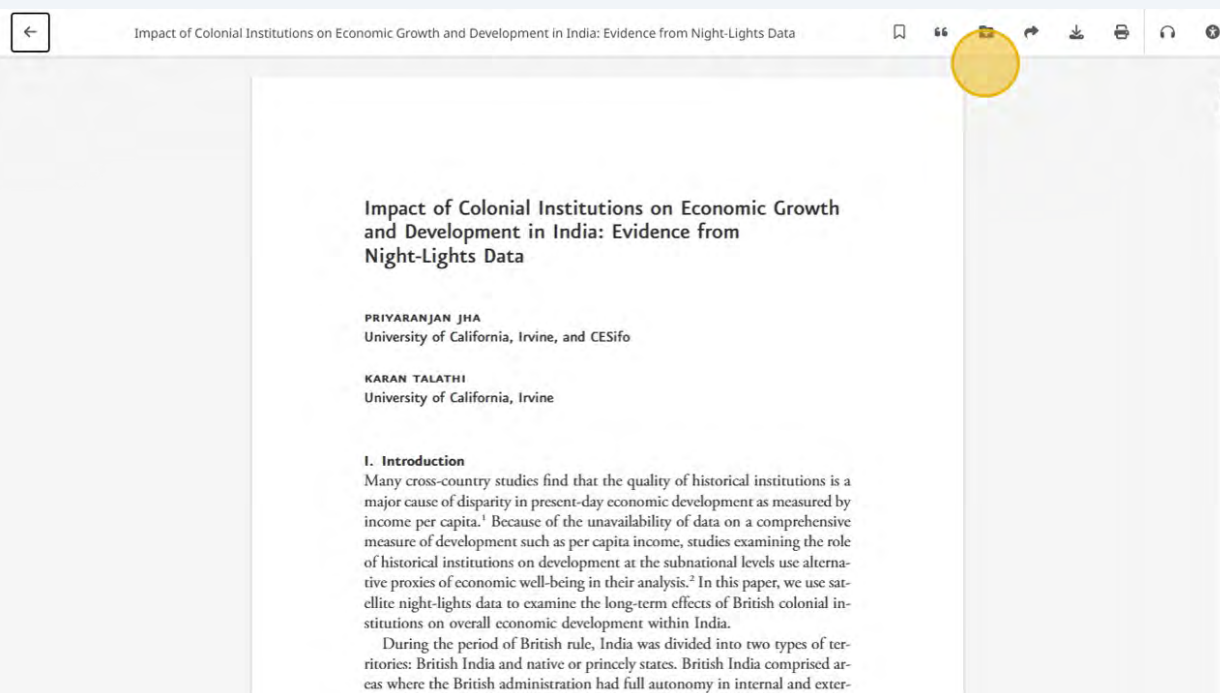 Impact of Colonial Institutions on Economic Growth and Development in India: Evidence from Night-Lights Data
Impact of Colonial Institutions on Economic Growth
and Development in India: Evidence from
Night-Lights Data
PRIYARANJAN JHA
University of California, Irvine, and CESifo
KARAN TALATHI
University of California, Irvine
I. Introduction
Many cross-country studies find that the quality of historical institutions is a
major cause of disparity in present-day economic development as measured by
income per capita.¹ Because of the unavailability of data on a comprehensive
measure of development such as per capita income, studies examining the role
of historical institutions on development at the subnational levels use alterna-
tive proxies of economic well-being in their analysis.² In this paper, we use sat-
ellite night-lights data to examine the long-term effects of British colonial in-
stitutions on overall economic development within India.
During the period of British rule, India was divided into two types of ter-
ritories: British India and native or princely states. British India comprised ar-
eas where the British administration had full autonomy in internal and exter-